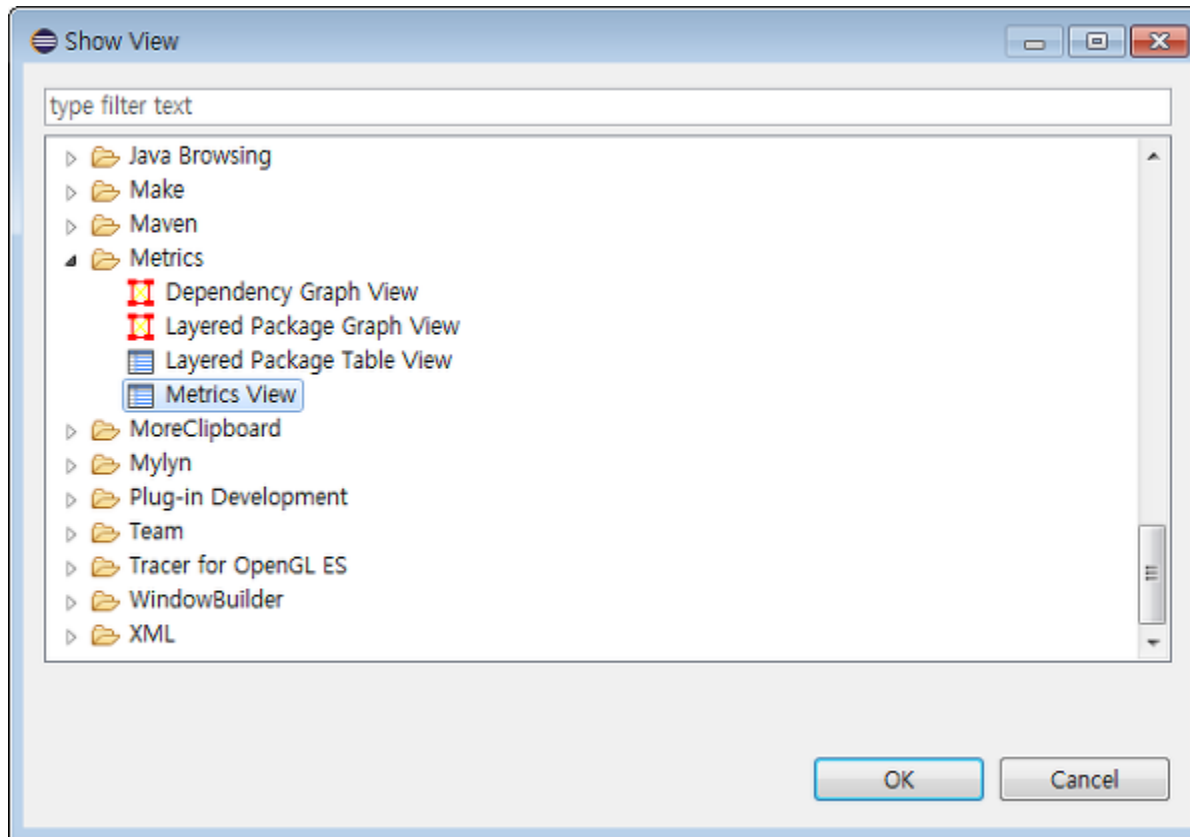 Show View
type filter text
Java Browsing
Make
Maven
Metrics
Dependency Graph View
Layered Package Graph View
Layered Package Table View
Metrics View
MoreClipboard
Mylyn
Plug-in Development
Team
Tracer for OpenGL ES
WindowBuilder
XML
OK Cancel